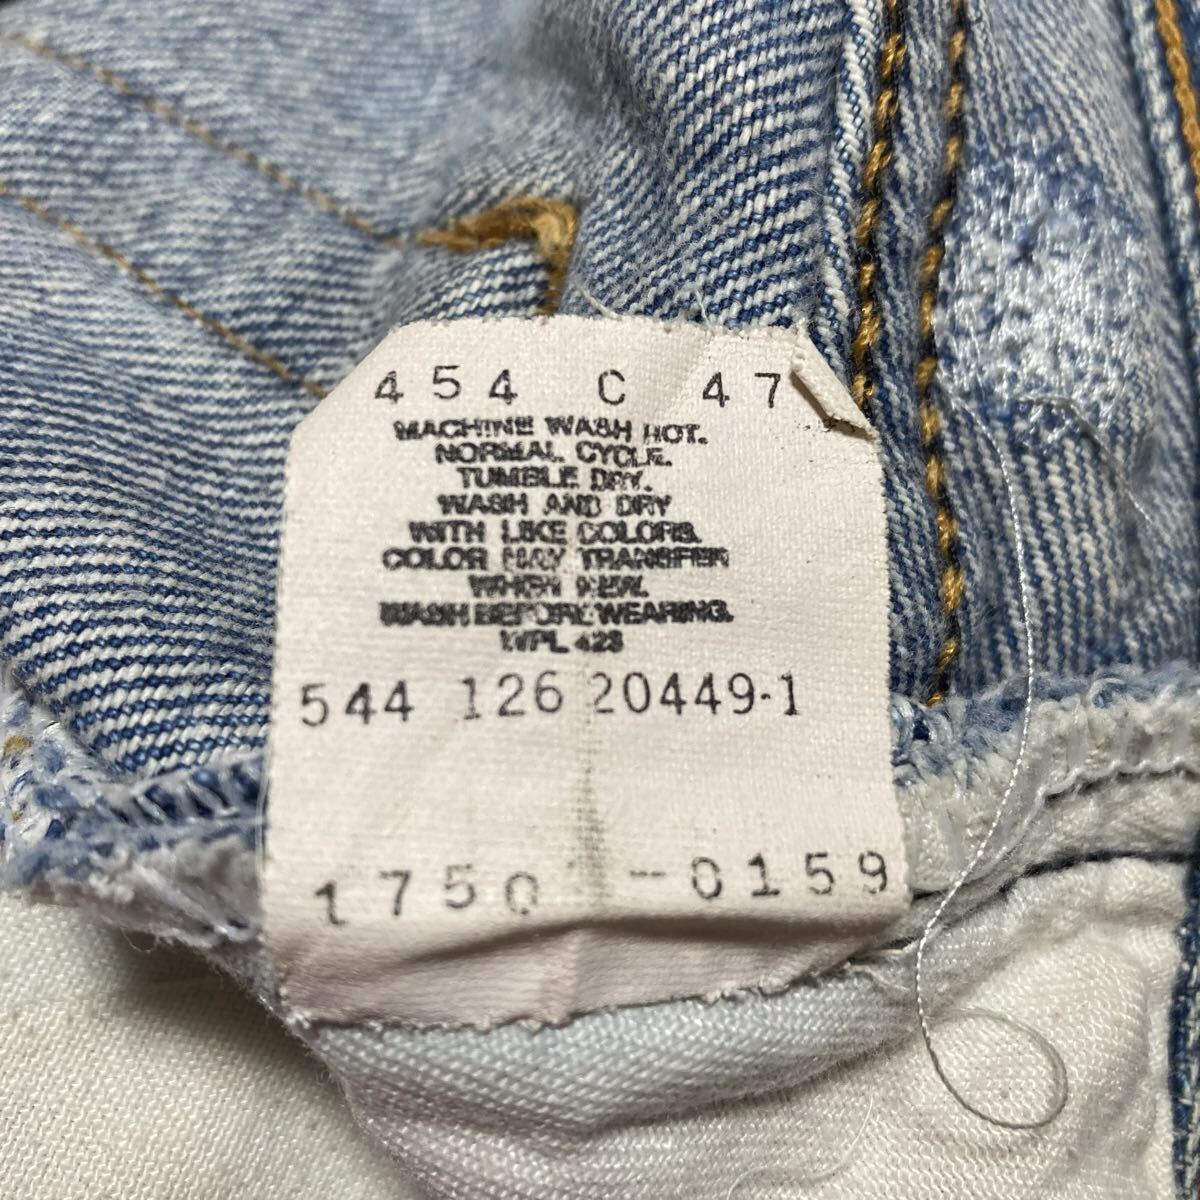 454 C 47
MACHINE WASH HOT.
NORMAL CYCLE.
TUMBLE DRY.
WASH AND DRY
WITH LIKE COLORS.
COLOR MAY TRANSFER
WHEN NEW.
WASH BEFORE WEARING.
WPL 423
544 126 20449-1
1750 -0159